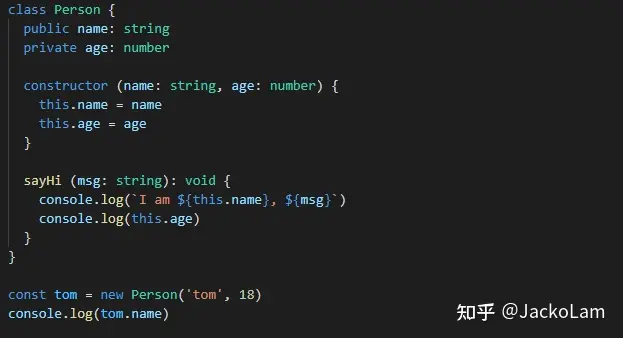 class Person {
  public name: string
  private age: number

  constructor (name: string, age: number) {
    this.name = name
    this.age = age
  }

  sayHi (msg: string): void {
    console.log(`I am ${this.name}, ${msg}`)
    console.log(this.age)
  }
}

const tom = new Person('tom', 18)
console.log(tom.name)
知乎 @JackoLam